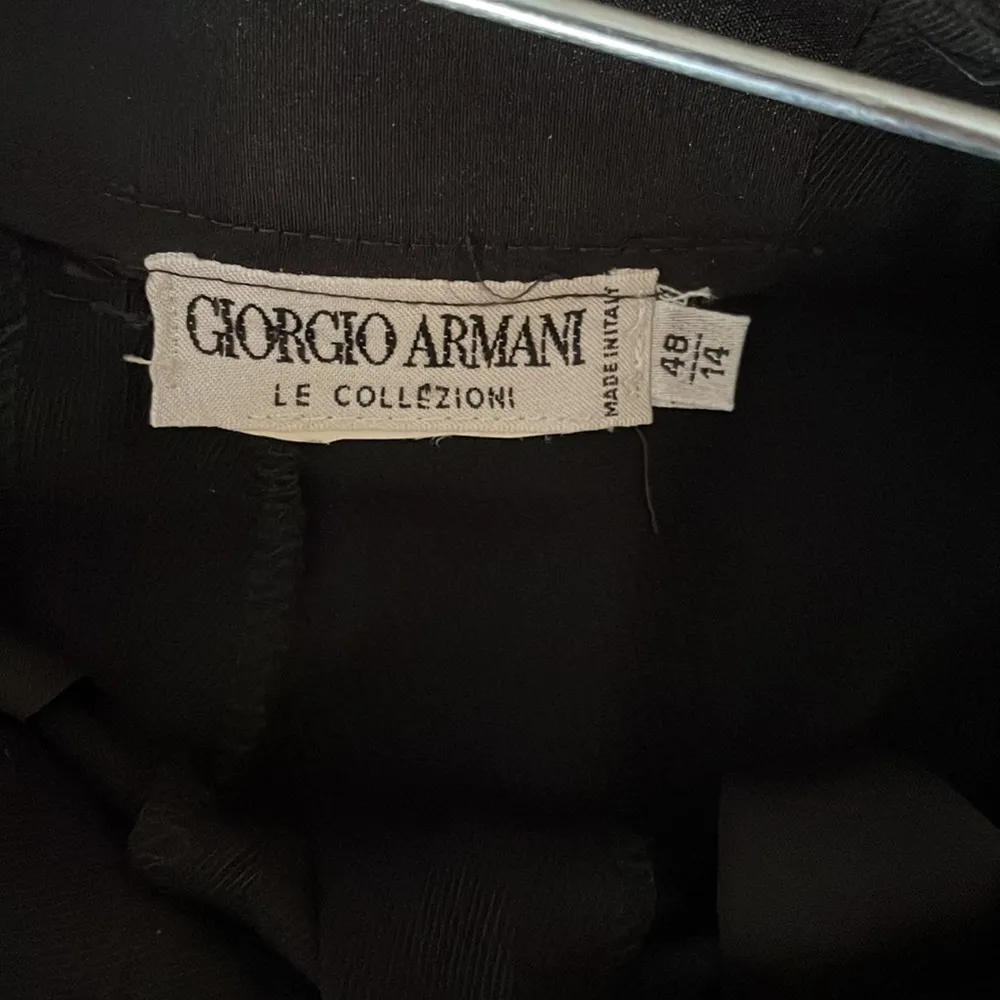 GIORGIO ARMANI
LE COLLEZIONI
MADE IN ITALY
48
14